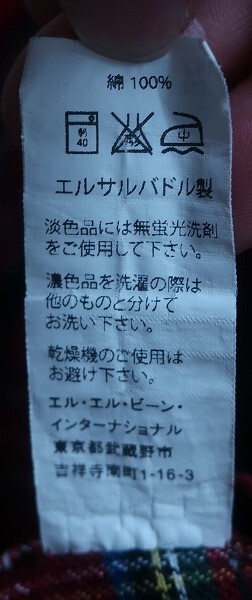 綿 100%
40
エルサルバドル製
淡色品には無蛍光洗剤
をご使用して下さい。
濃色品を洗濯の際は
他のものと分けて
お洗い下さい。
乾燥機のご使用は
お避け下さい。
エル・エル・ビーン・
インターナショナル
東京都武蔵野市
吉祥寺南町1-16-3